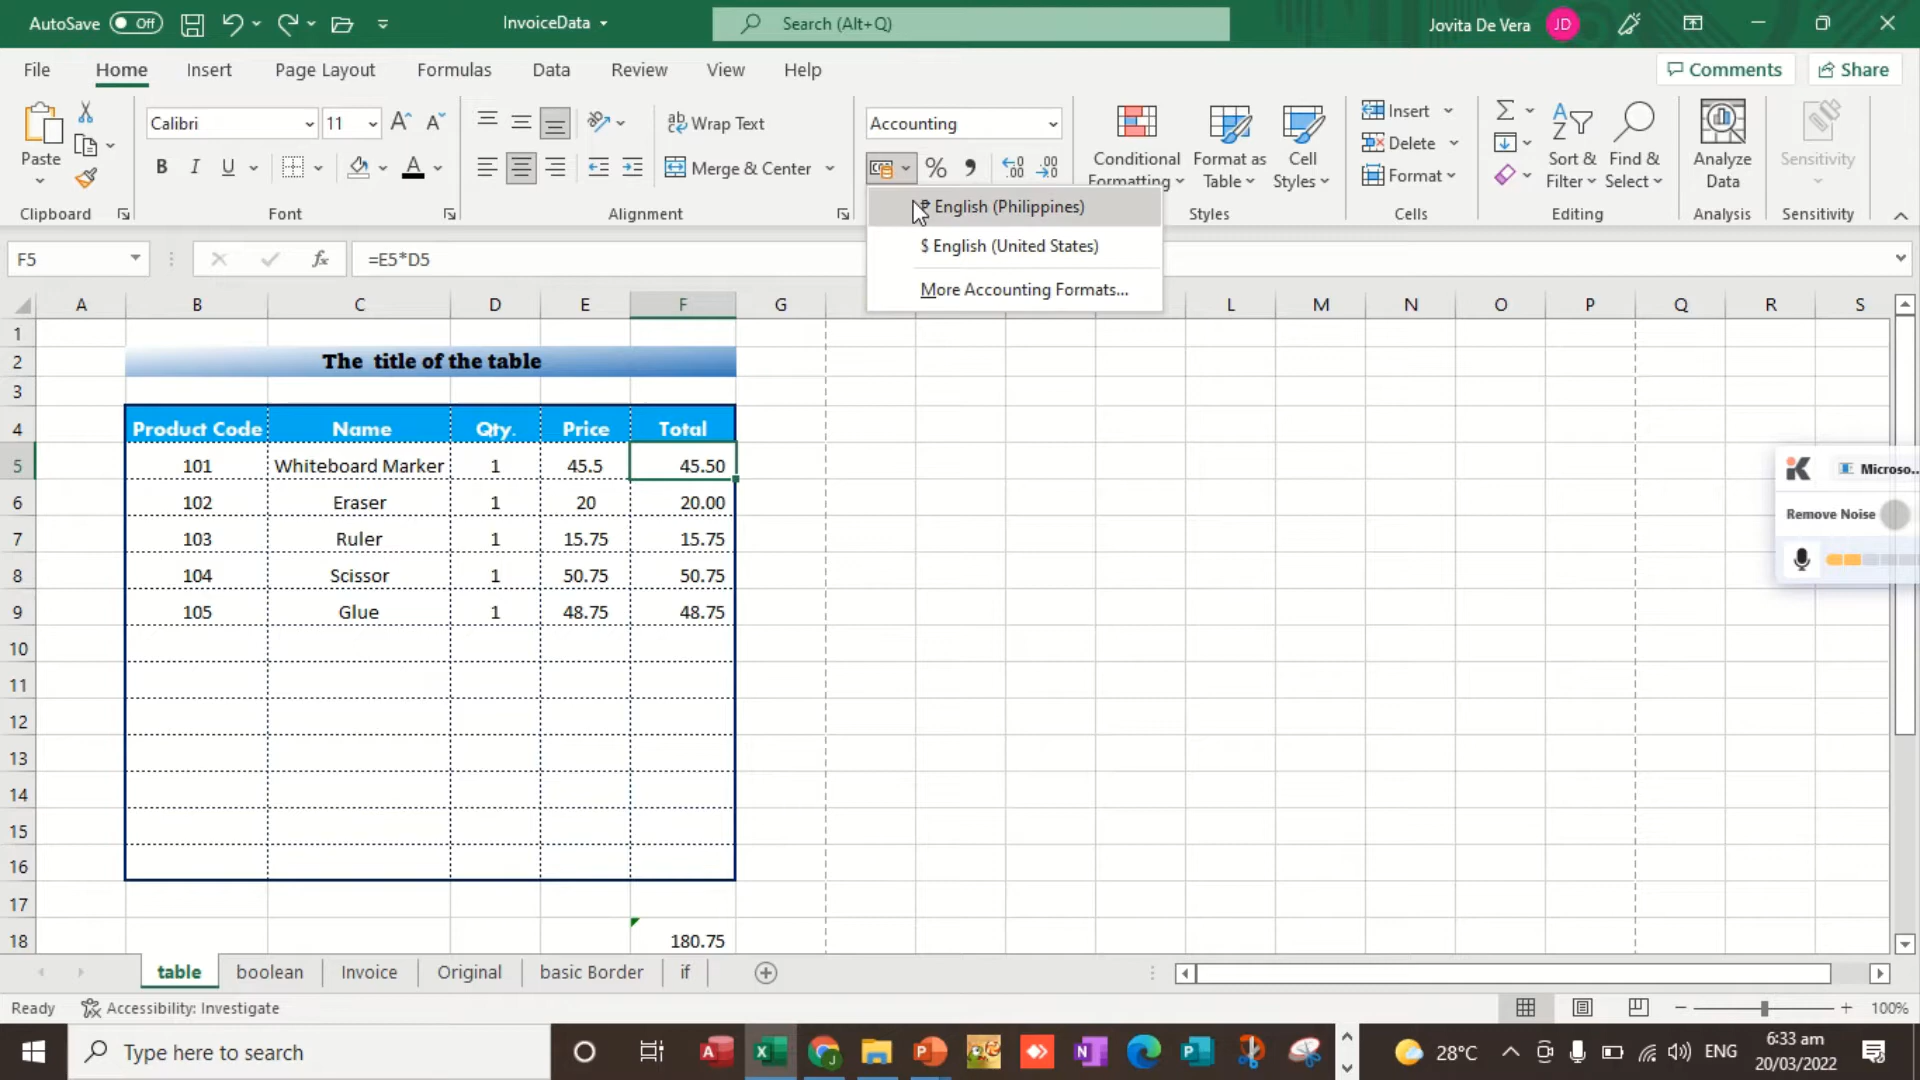 AutoSave Off InvoiceData Search (Alt+Q) Jovita De Vera JD
File Home Insert Page Layout Formulas Data Review View Help Comments Share
Paste Calibri 11 Wrap Text Accounting Conditional Formatting Format as Table Cell Styles Insert Sort & Filter Find & Select Analyze Data Sensitivity
B I U Merge & Center % , Delete
Format
Clipboard Font Alignment Styles Cells Editing Analysis Sensitivity
₱ English (Philippines)
$ English (United States)
More Accounting Formats...
F5 fx =E5*D5
A B C D E F G L M N O P Q R S
1
2 The title of the table
3
4 Product Code Name Qty. Price Total
5 101 Whiteboard Marker 1 45.5 45.50
6 102 Eraser 1 20 20.00
7 103 Ruler 1 15.75 15.75
8 104 Scissor 1 50.75 50.75
9 105 Glue 1 48.75 48.75
10
11
12
13
14
15
16
17
18 180.75
Microso...
Remove Noise
table boolean Invoice Original basic Border if
Ready Accessibility: Investigate 100%
Type here to search 28°C ENG 6:33 am
20/03/2022